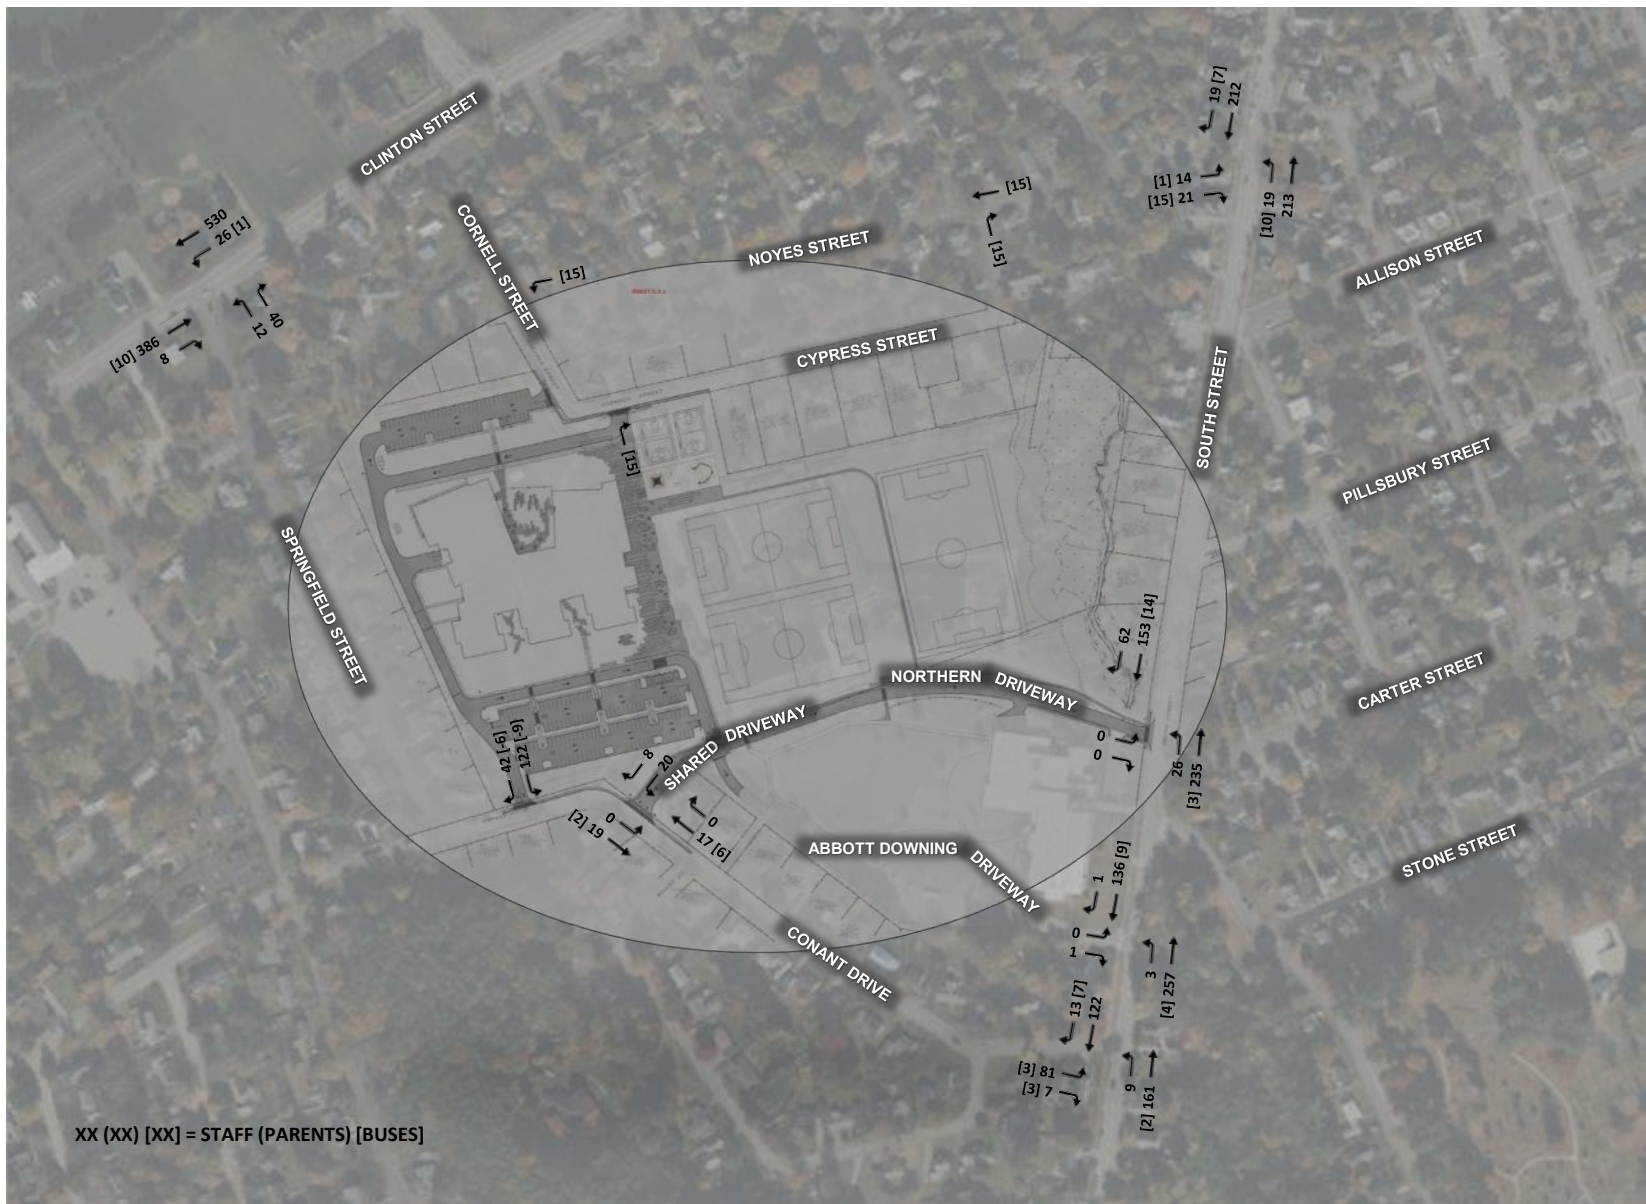 19 [7]
212
CLINTON STREET
[1] 14
[15] 21
[10] 19
213
[15]
[15]
530
26 [1]
CORNELL STREET
NOYES STREET
ALLISON STREET
[15]
40
12
[10] 386
8
CYPRESS STREET
SOUTH STREET
[15]
PILLSBURY STREET
SPRINGFIELD STREET
62
153 [14]
NORTHERN DRIVEWAY
CARTER STREET
SHARED DRIVEWAY
42 [-6]
122 [-9]
8
20
0
0
26
[3] 235
0
[2] 19
0
17 [6]
ABBOTT DOWNING DRIVEWAY
STONE STREET
1
136 [9]
0
1
3
[4] 257
CONANT DRIVE
13 [7]
122
[3] 81
[3] 7
9
[2] 161
XX (XX) [XX] = STAFF (PARENTS) [BUSES]